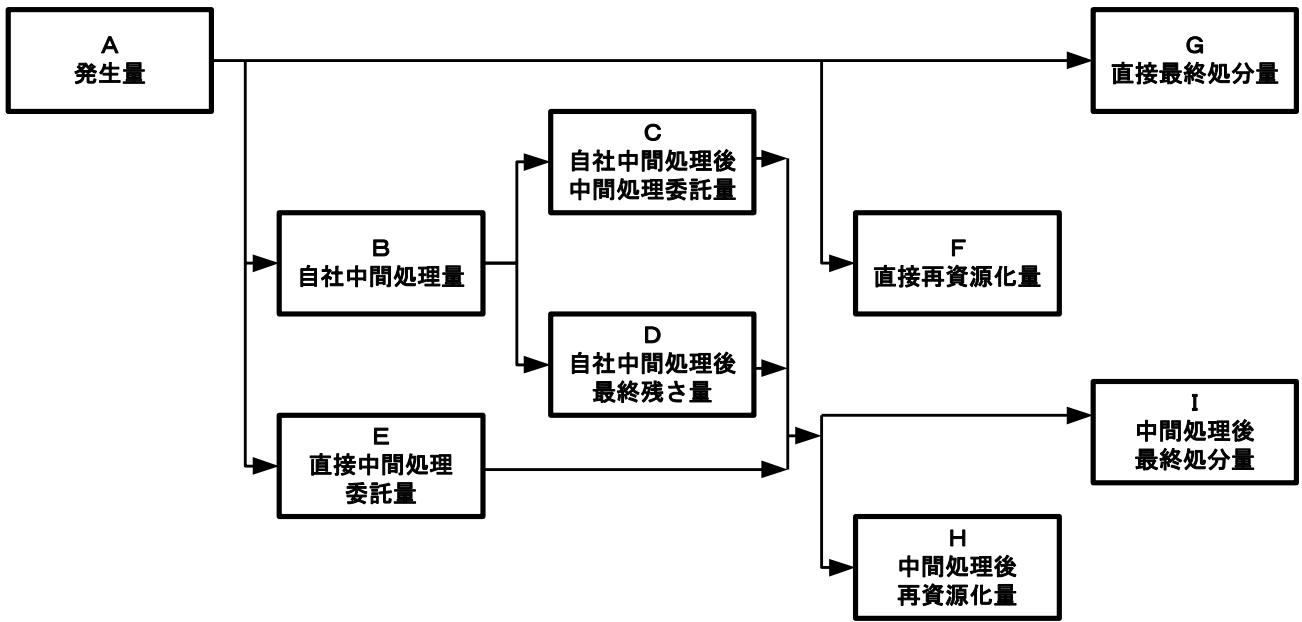 A
発生量
G
直接最終処分量
C
自社中間処理後
中間処理委託量
B
自社中間処理量
F
直接再資源化量
D
自社中間処理後
最終残さ量
E
直接中間処理
委託量
I
中間処理後
最終処分量
H
中間処理後
再資源化量